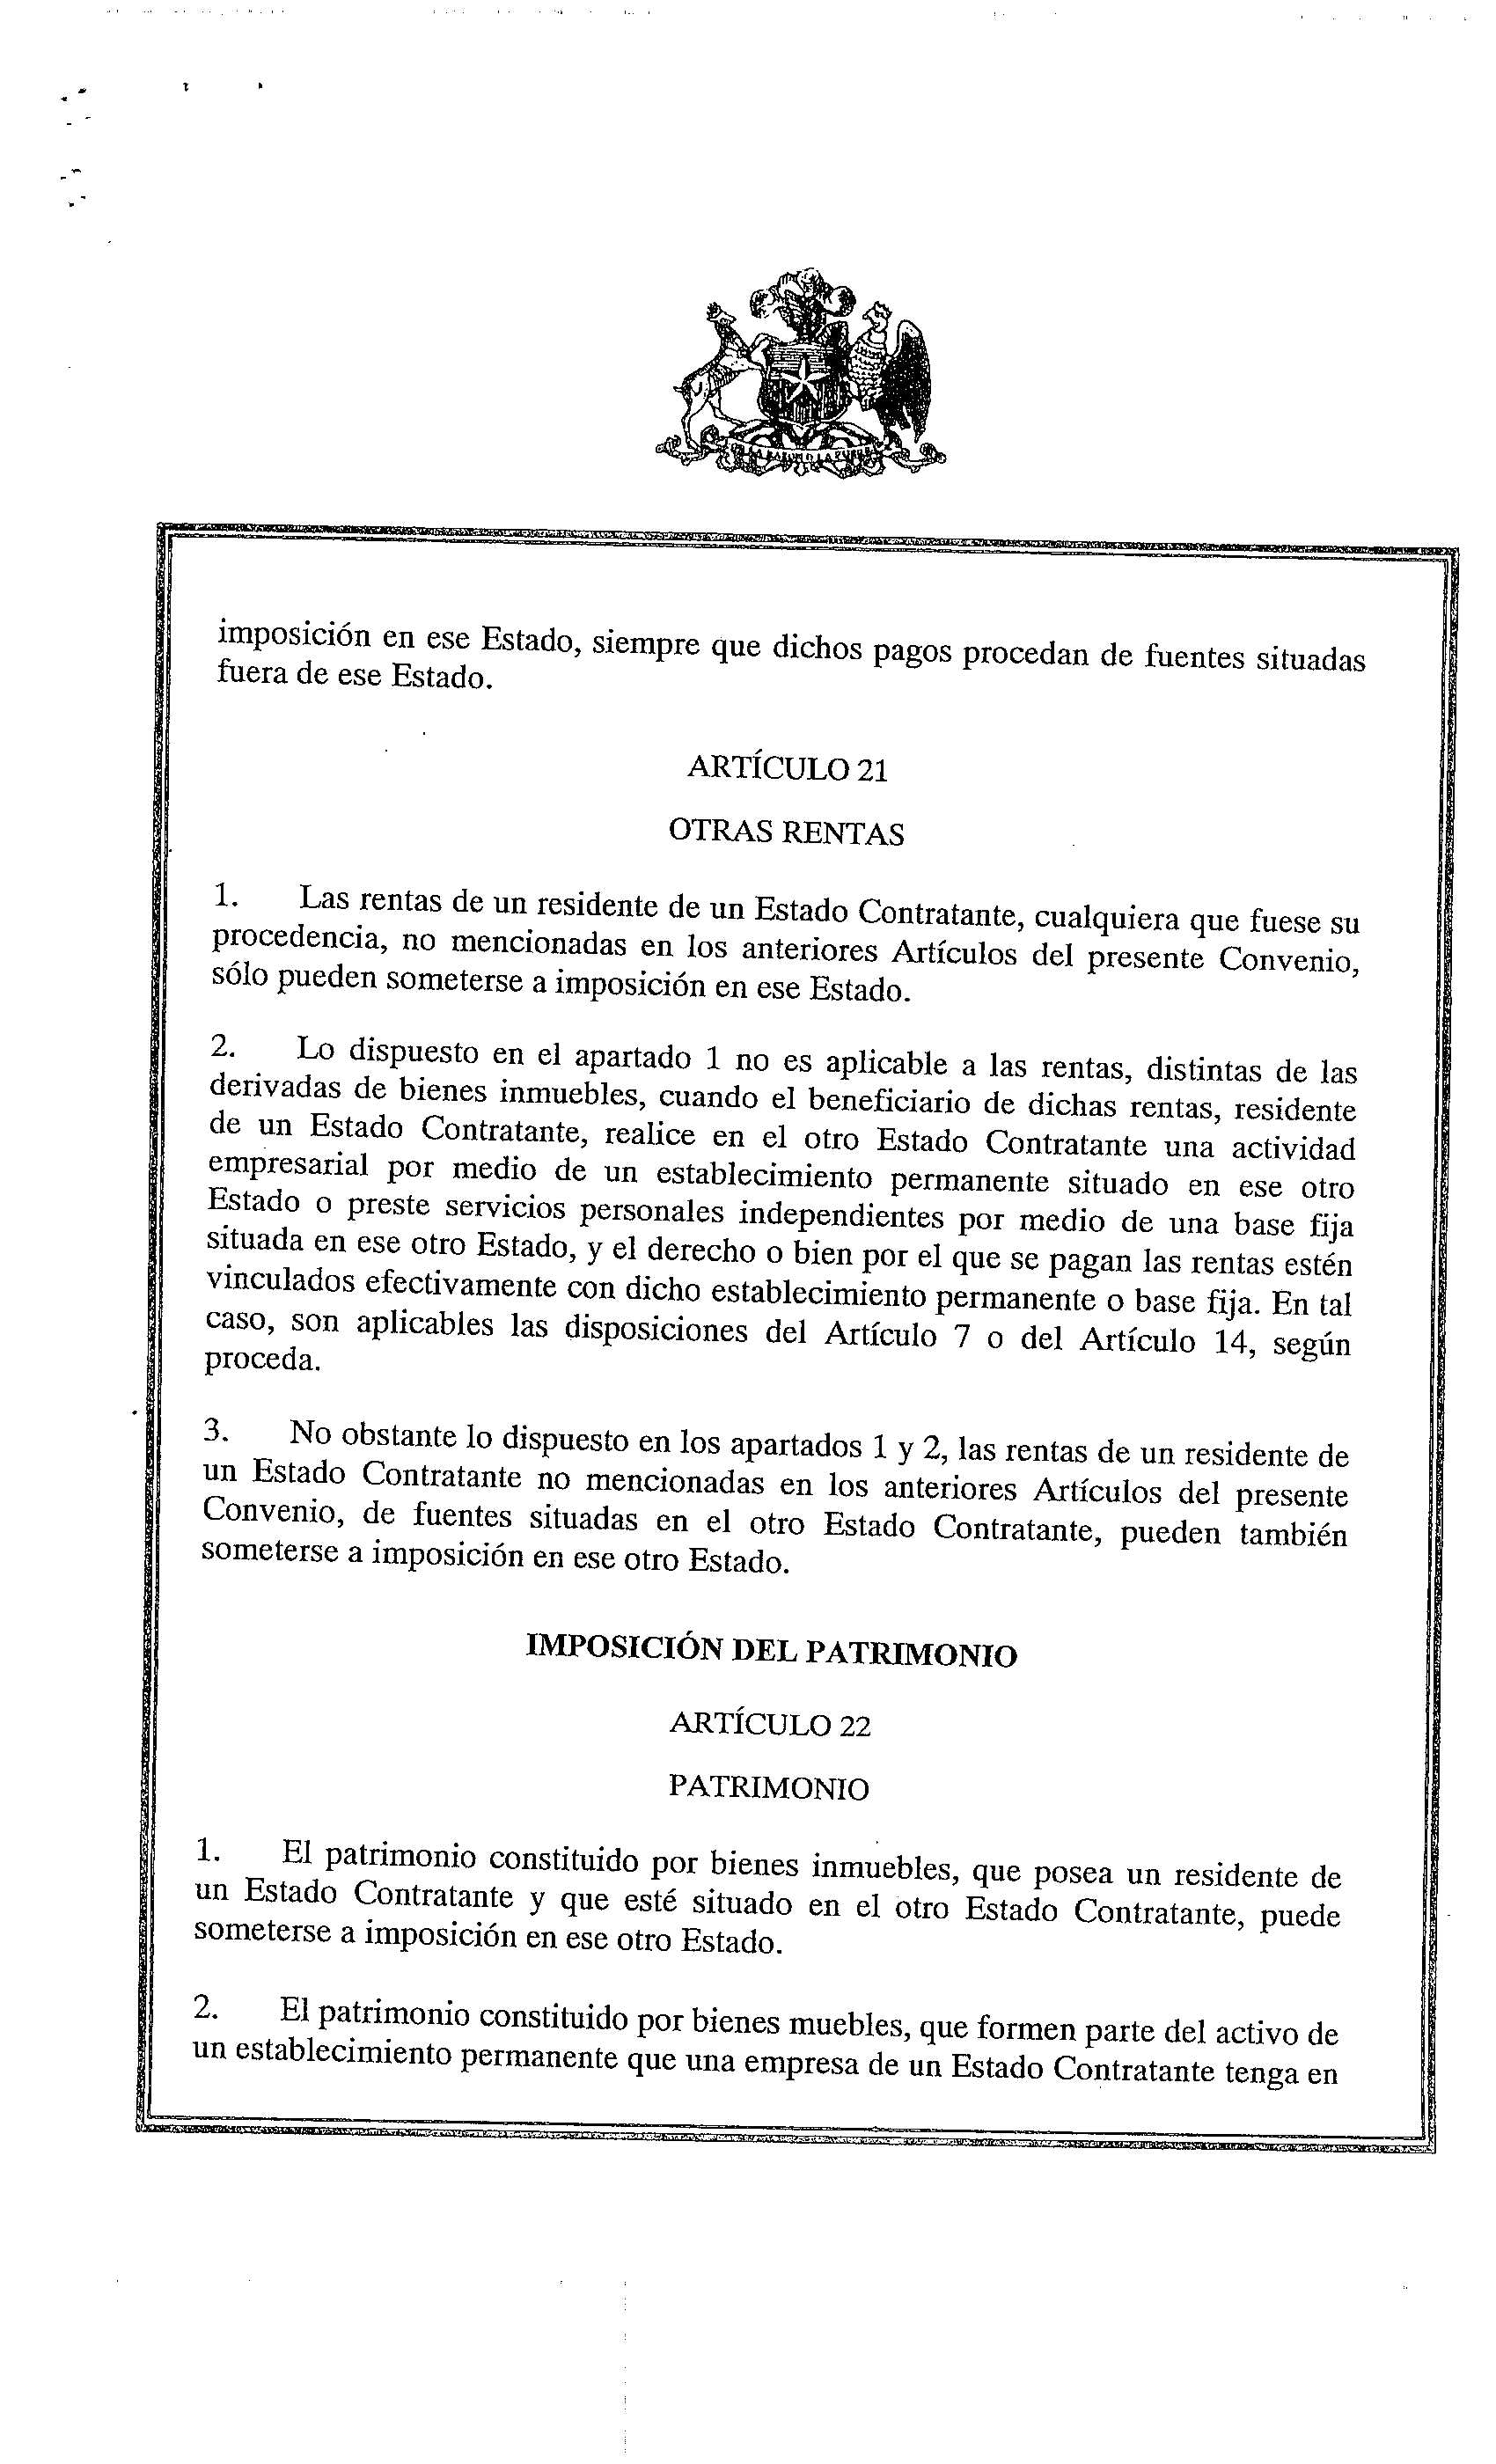 imposición en ese Estado, siempre que dichos pagos procedan de fuentes situadas
fuera de ese Estado.
ARTÍCULO 21
OTRAS RENTAS
1. Las rentas de un residente de un Estado Contratante, cualquiera que fuese su
procedencia, no mencionadas en los anteriores Artículos del presente Convenio,
sólo pueden someterse a imposición en ese Estado.
2. Lo dispuesto en el apartado 1 no es aplicable a las rentas, distintas de las
derivadas de bienes inmuebles, cuando el beneficiario de dichas rentas, residente
de un Estado Contratante, realice en el otro Estado Contratante una actividad
empresarial por medio de un establecimiento permanente situado en ese otro
Estado o preste servicios personales independientes por medio de una base fija
situada en ese otro Estado, y el derecho o bien por el que se pagan las rentas estén
vinculados efectivamente con dicho establecimiento permanente o base fija. En tal
caso, son aplicables las disposiciones del Artículo 7 o del Artículo 14, según
proceda.
3. No obstante lo dispuesto en los apartados 1 y 2, las rentas de un residente de
un Estado Contratante no mencionadas en los anteriores Artículos del presente
Convenio, de fuentes situadas en el otro Estado Contratante, pueden también
someterse a imposición en ese otro Estado.
IMPOSICIÓN DEL PATRIMONIO
ARTÍCULO 22
PATRIMONIO
1. El patrimonio constituido por bienes inmuebles, que posea un residente de
un Estado Contratante y que esté situado en el otro Estado Contratante, puede
someterse a imposición en ese otro Estado.
2. El patrimonio constituido por bienes muebles, que formen parte del activo de
un establecimiento permanente que una empresa de un Estado Contratante tenga en